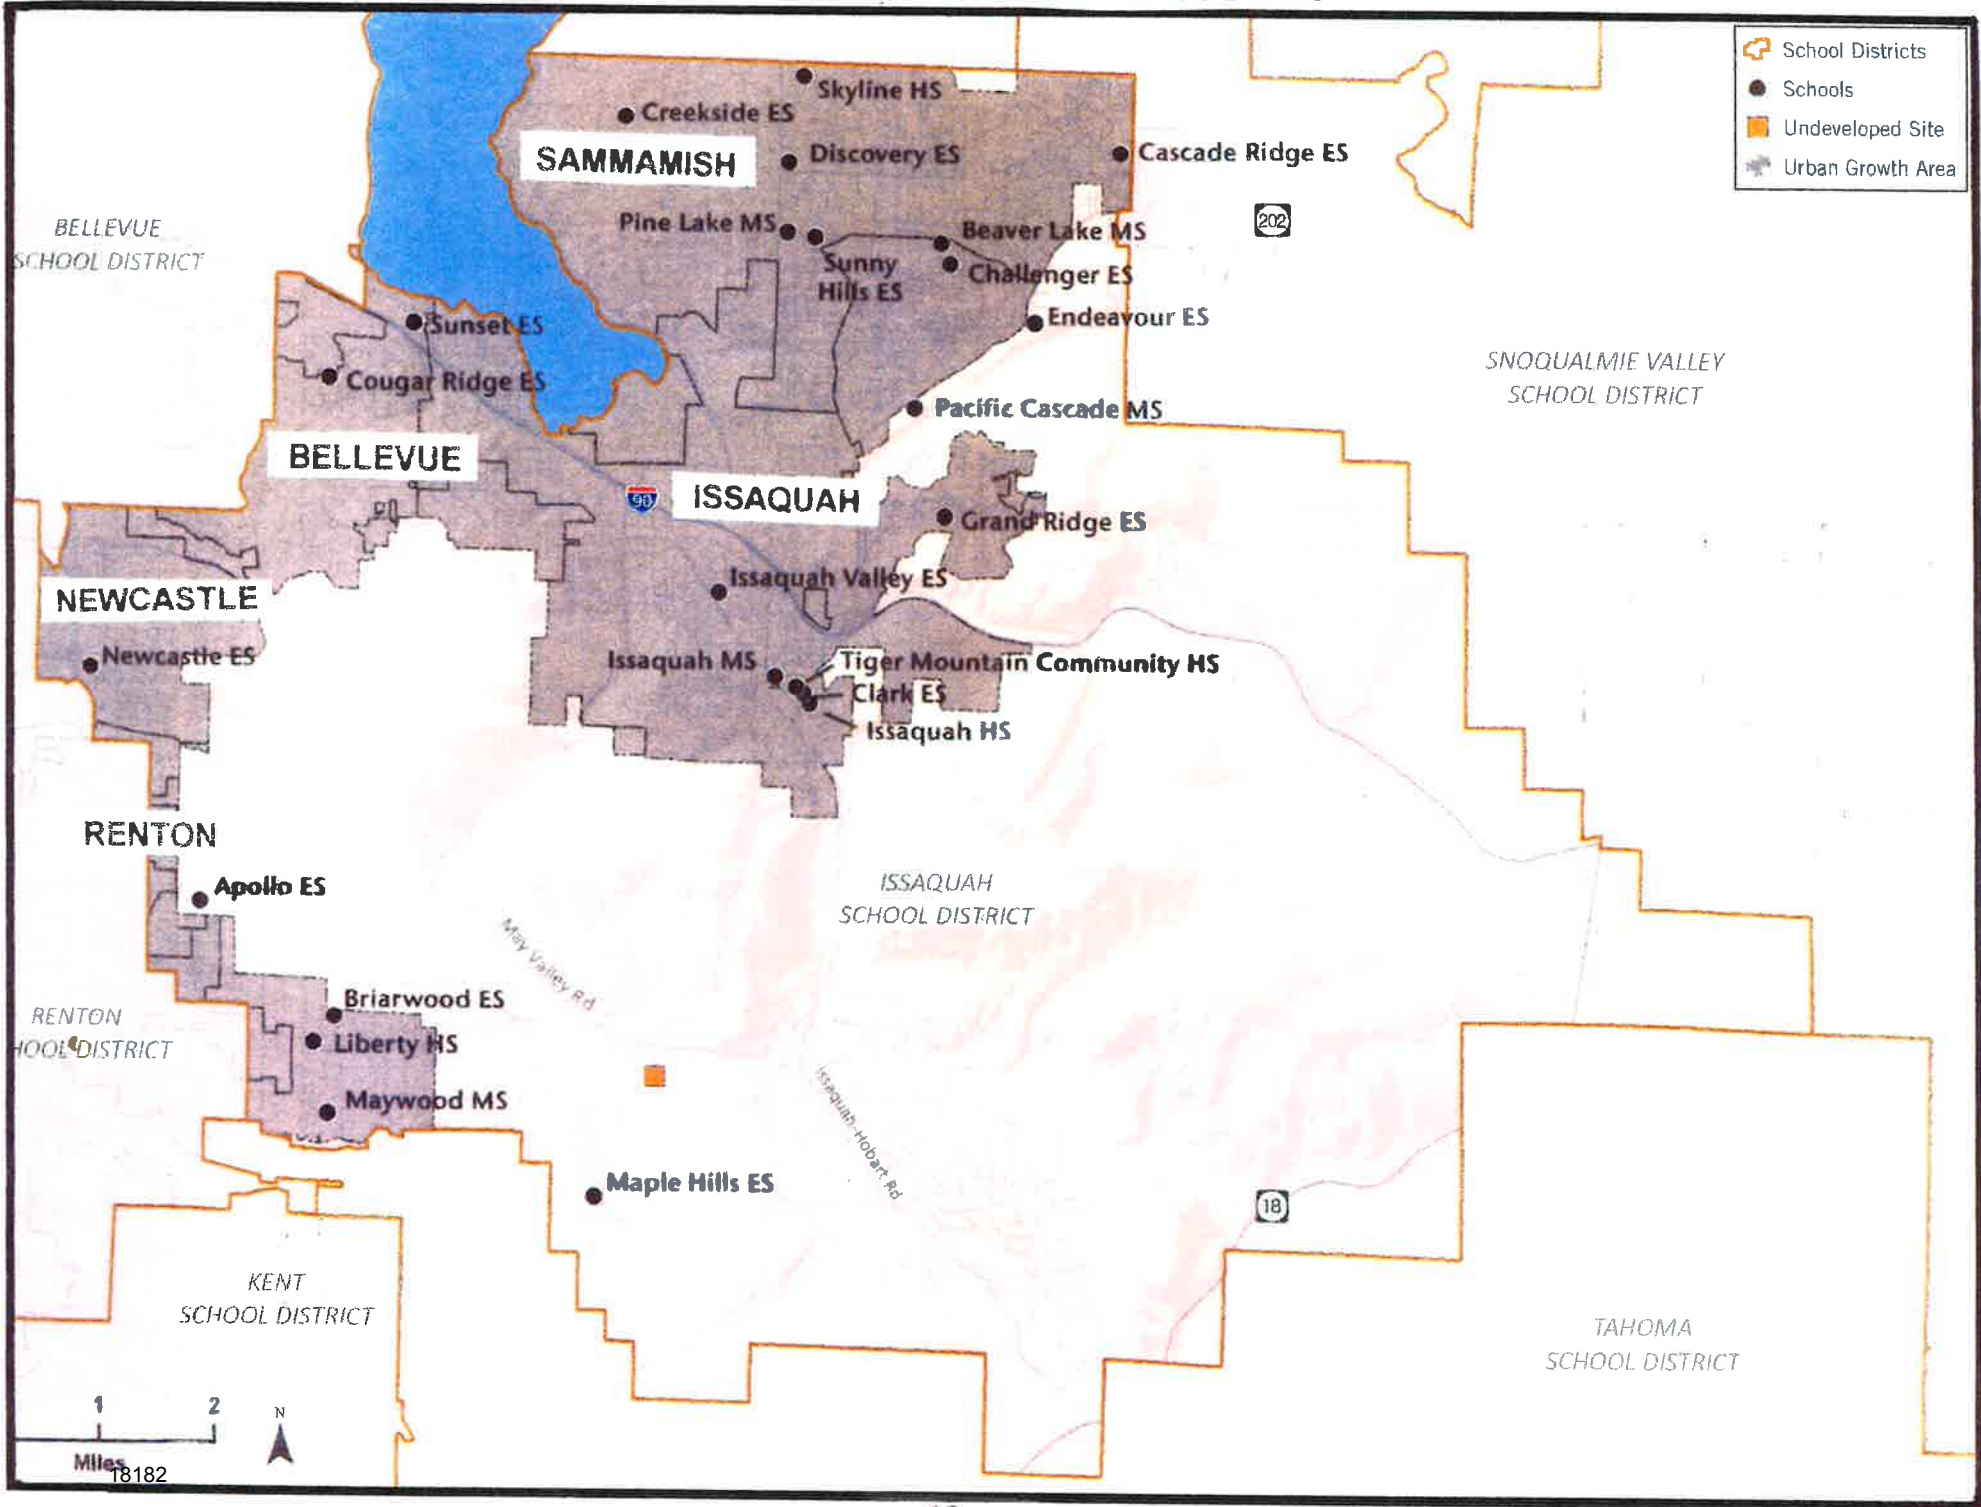 School Districts
Schools
Undeveloped Site
Urban Growth Area
Skyline HS
Creekside ES
SAMMAMISH
Discovery ES
Cascade Ridge ES
202
BELLEVUE
SCHOOL DISTRICT
Pine Lake MS
Beaver Lake MS
Sunny
Hills ES
Challenger ES
Sunset ES
Endeavour ES
SNOQUALMIE VALLEY
SCHOOL DISTRICT
Cougar Ridge ES
Pacific Cascade MS
BELLEVUE
90
ISSAQUAH
Grand Ridge ES
Issaquah Valley ES
NEWCASTLE
Newcastle ES
Issaquah MS
Tiger Mountain Community HS
Clark ES
Issaquah HS
RENTON
Apollo ES
ISSAQUAH
SCHOOL DISTRICT
May Valley Rd
Briarwood ES
RENTON
HOOL DISTRICT
Liberty HS
Maywood MS
Issaquah-Hobart Rd
Maple Hills ES
18
KENT
SCHOOL DISTRICT
TAHOMA
SCHOOL DISTRICT
1 2
N
Miles
18182